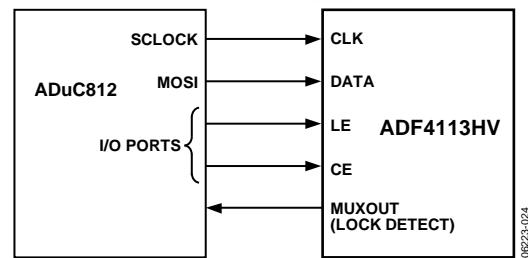 SCLOCK
CLK
MOSI
DATA
ADuC812
I/O PORTS
LE
ADF4113HV
CE
MUXOUT
(LOCK DETECT)
06223-024